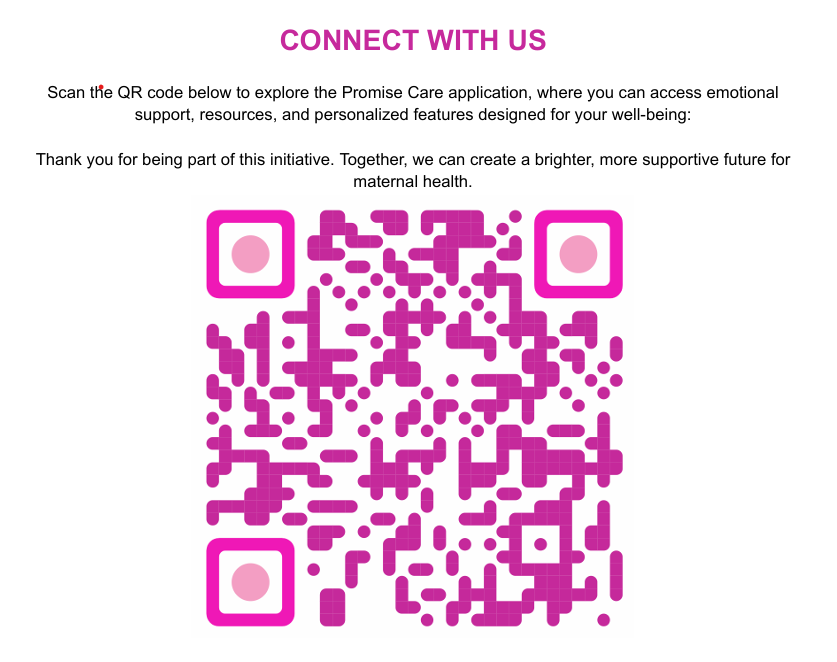 CONNECT WITH US
Scan the QR code below to explore the Promise Care application, where you can access emotional
support, resources, and personalized features designed for your well-being:
Thank you for being part of this initiative. Together, we can create a brighter, more supportive future for
maternal health.